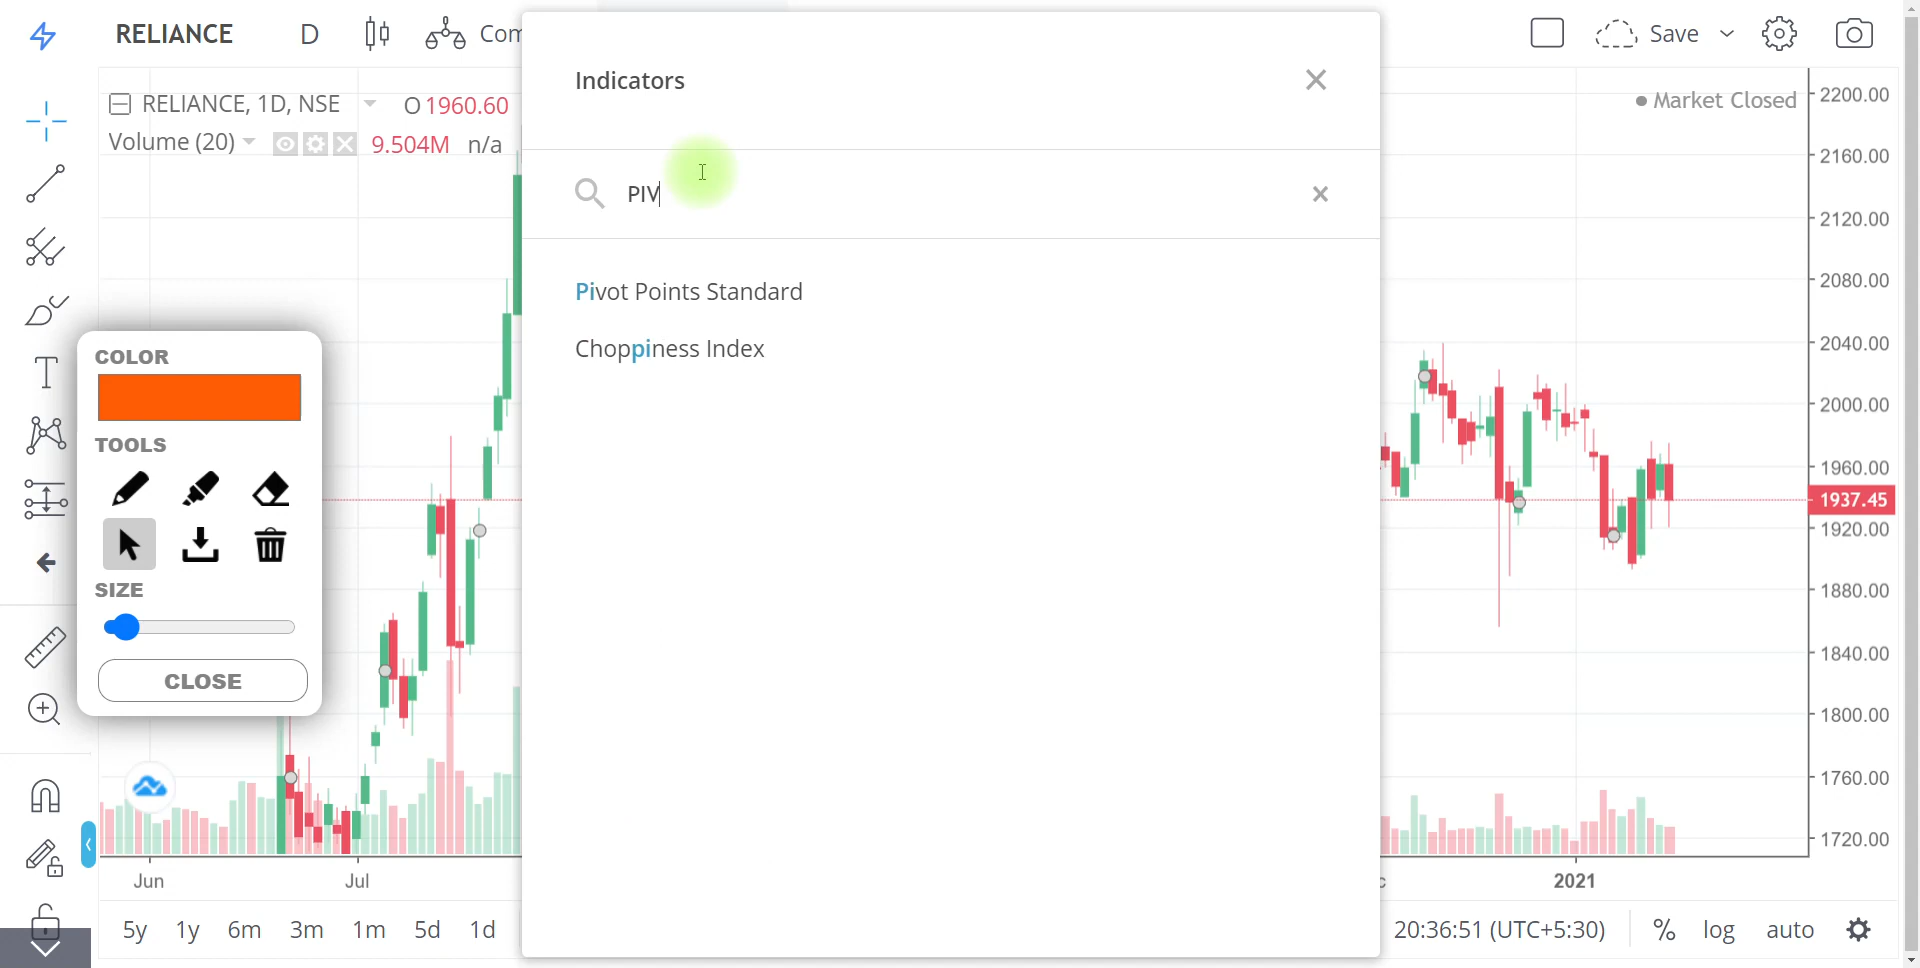 RELIANCE
D
Com
Save
Indicators
RELIANCE, 1D, NSE
O 1960.60
Volume (20)
9.504M n/a
Market Closed
PIV
Pivot Points Standard
Choppiness Index
COLOR
TOOLS
SIZE
CLOSE
2200.00
2160.00
2120.00
2080.00
2040.00
2000.00
1960.00
1937.45
1920.00
1880.00
1840.00
1800.00
1760.00
1720.00
Jun
Jul
c
2021
5y 1y 6m 3m 1m 5d 1d
20:36:51 (UTC+5:30)
% log auto